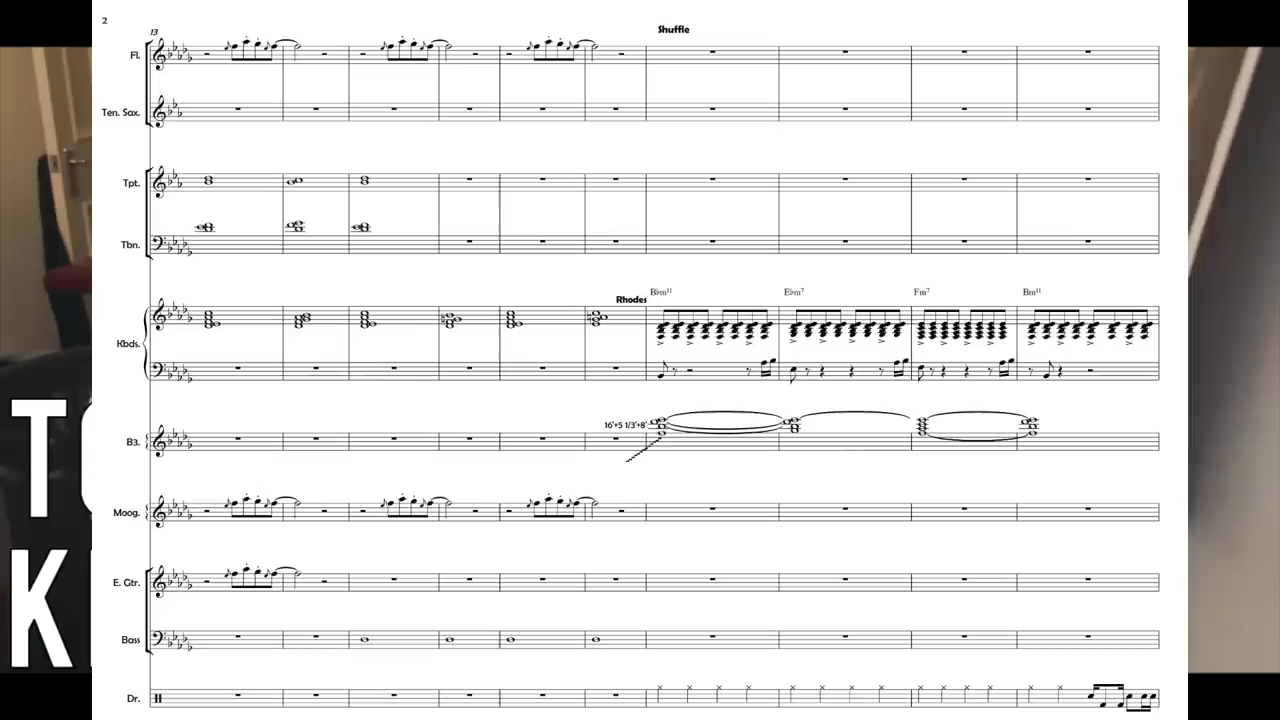 2
13
Shuffle
Fl.
Ten. Sax.
Tpt.
Tbn.
Rhodes
B♭m11
E♭m7
Fm7
Bm11
Kbds.
16'+5 1/3'+8'
B3.
Moog.
E. Gtr.
Bass
Dr.